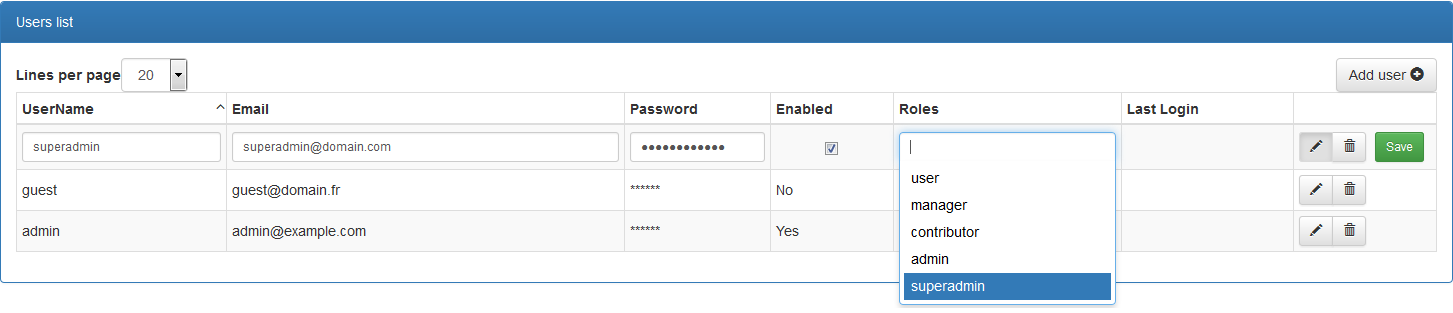 Users list
Lines per page 20 Add user
UserName Email Password Enabled Roles Last Login
superadmin superadmin@domain.com •••••••••••• Save
user
guest guest@domain.fr ****** No
manager
admin admin@example.com ****** Yes contributor
admin
superadmin